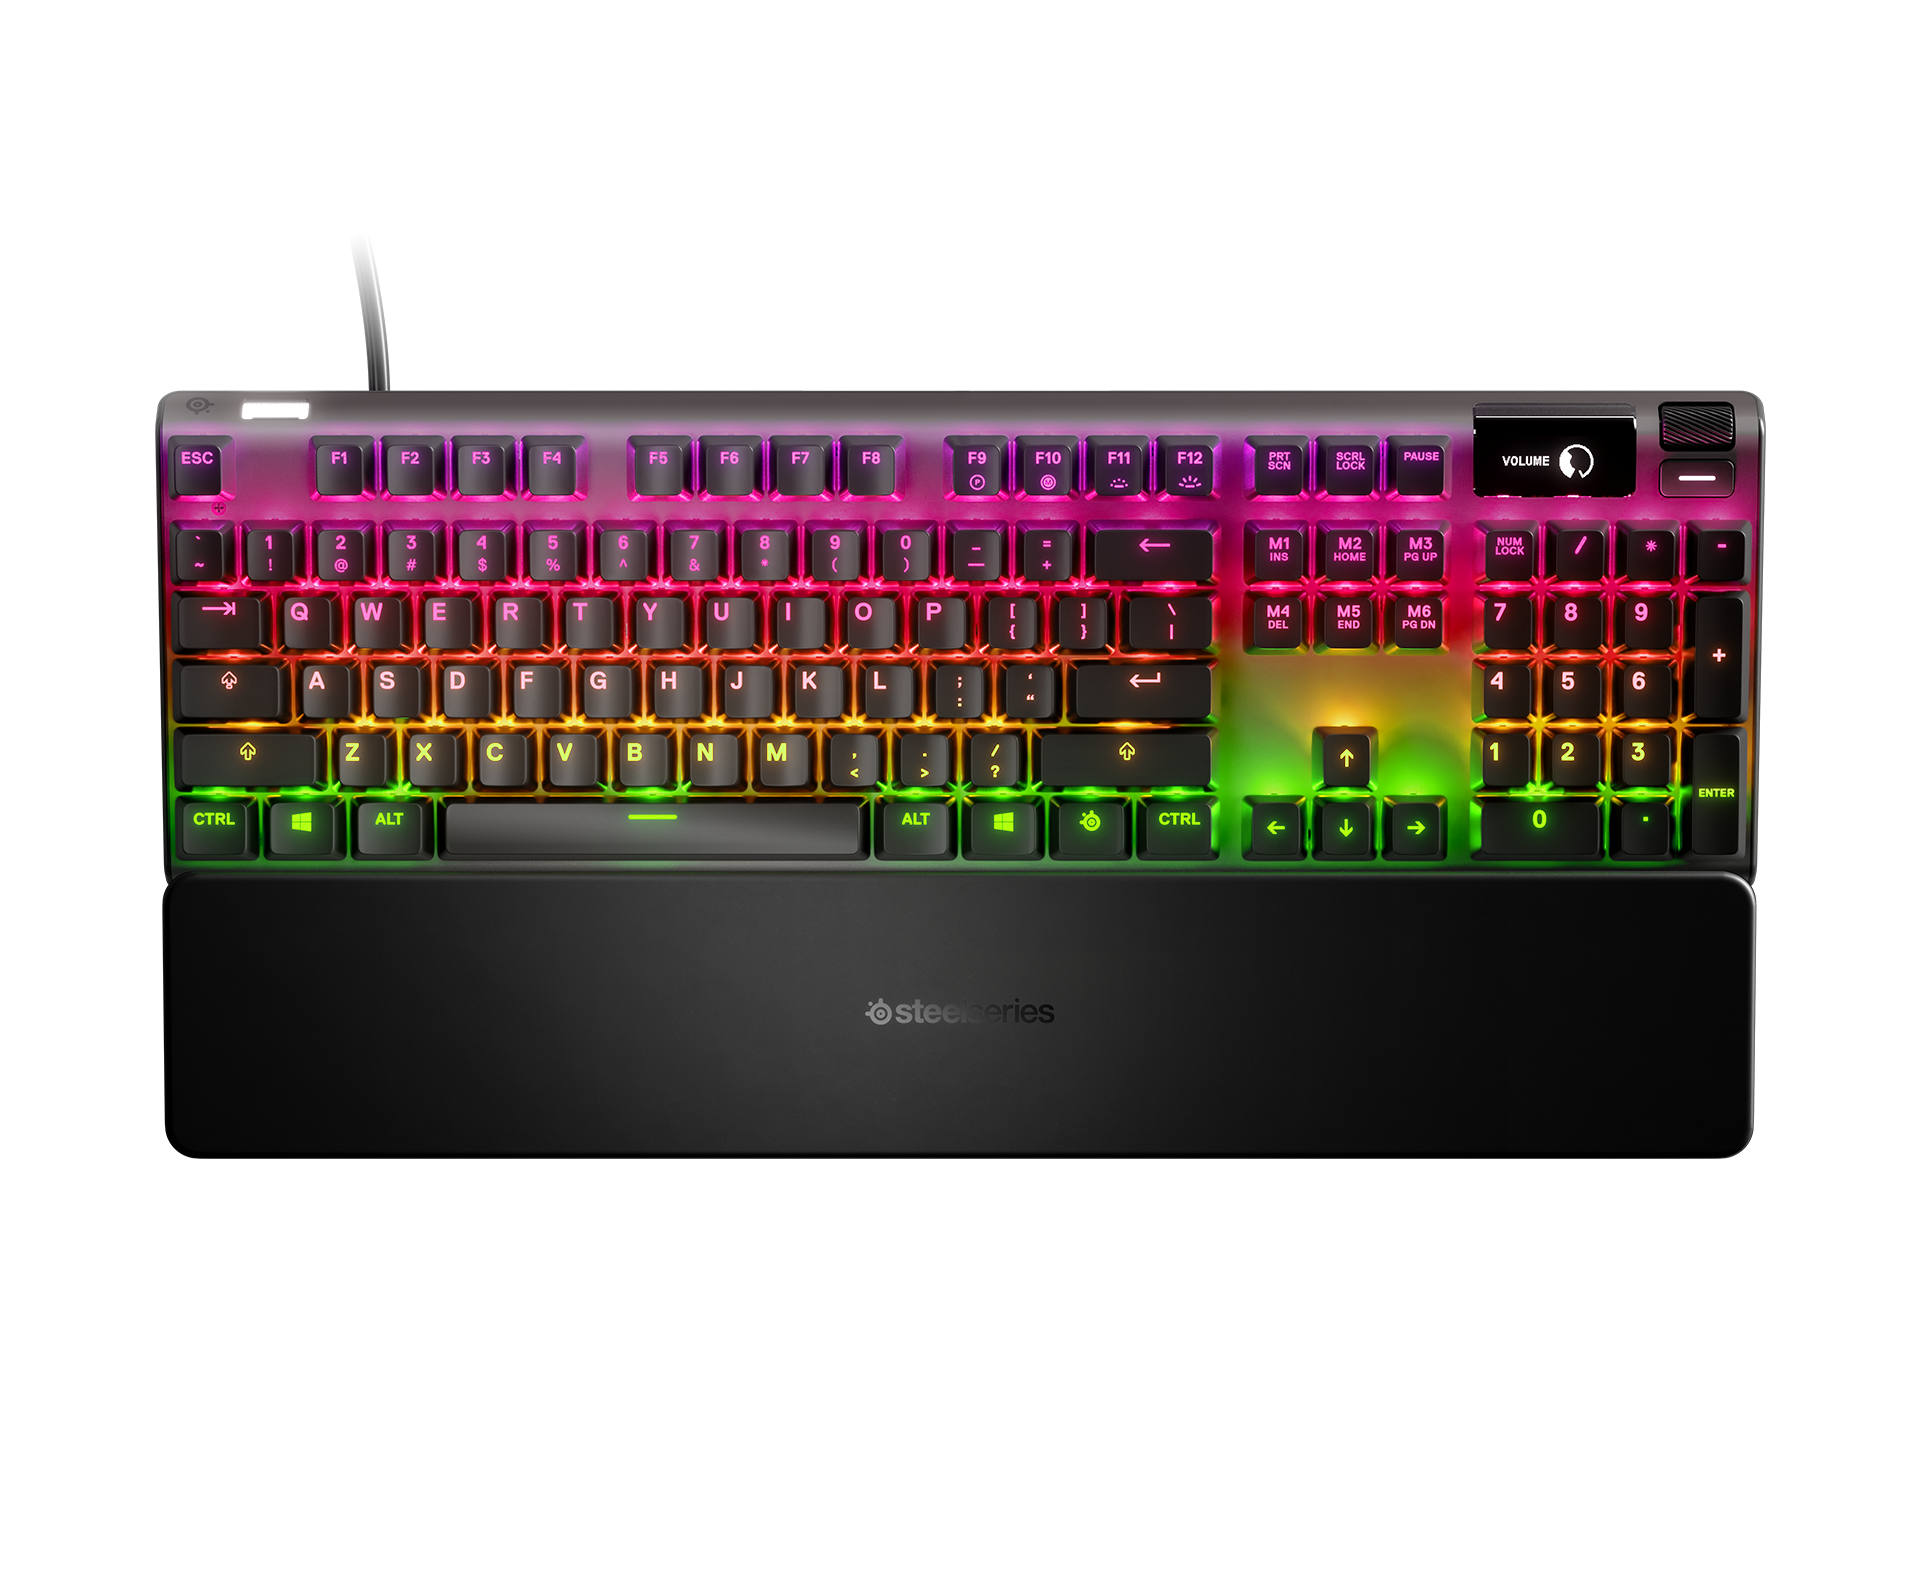 VOLUME
ESC F1 F2 F3 F4 F5 F6 F7 F8 F9 F10 F11 F12 PRT SCN SCRL LOCK PAUSE
P M
` 1 2 3 4 5 6 7 8 9 0 - = M1 M2 M3 NUM LOCK / * -
~ ! @ # $ % ^ & * ( ) — + INS HOME PG UP
Q W E R T Y U I O P [ ] \ M4 M5 M6 7 8 9
{ } | DEL END PG DN
+
A S D F G H J K L ; ' 4 5 6
: “
Z X C V B N M , . / 1 2 3
< > ?
ENTER
CTRL ALT ALT CTRL 0 .
steelseries